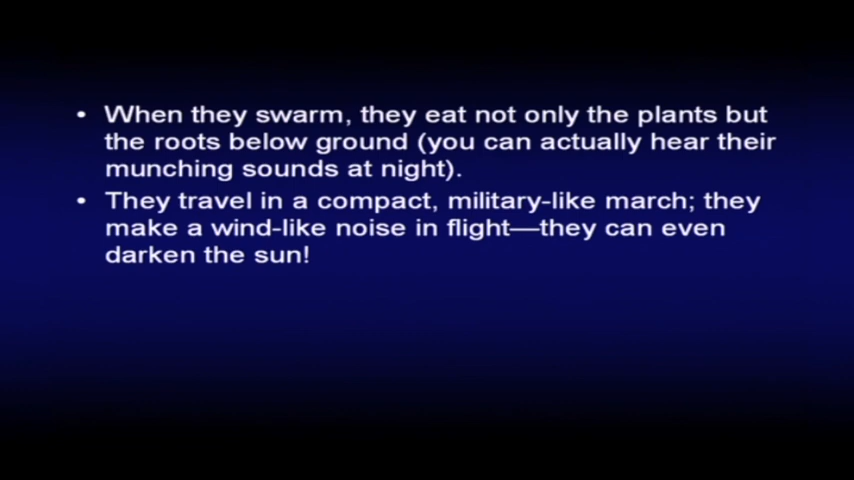 • When they swarm, they eat not only the plants but
the roots below ground (you can actually hear their
munching sounds at night).
• They travel in a compact, military-like march; they
make a wind-like noise in flight—they can even
darken the sun!